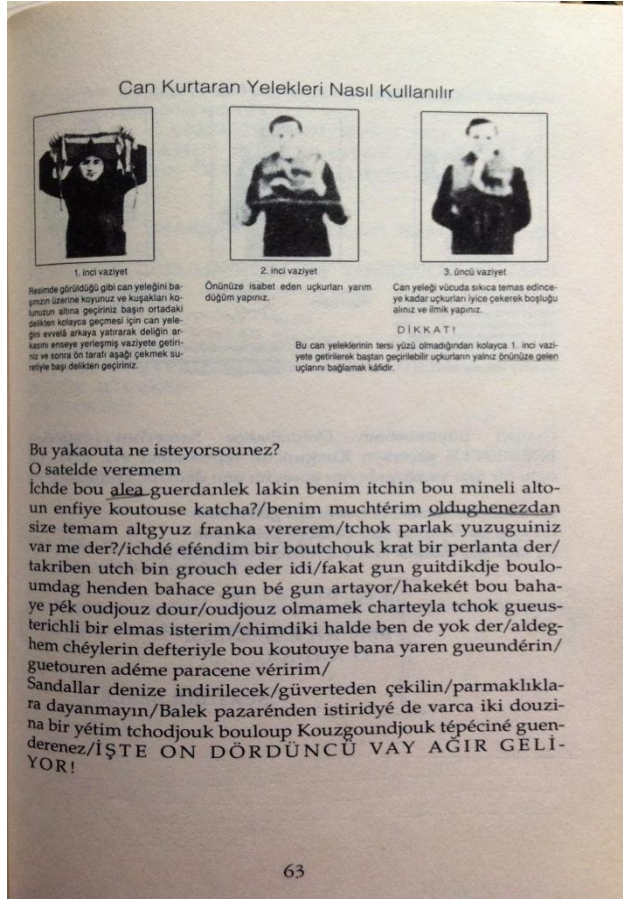 Can Kurtaran Yelekleri Nasıl Kullanılır
1. inci vaziyet
Resimde görüldüğü gibi can yeleğini ba-
şınızın üzerine koyunuz ve kuşakları ko-
lunuzun altına geçiriniz başın ortadaki
delikten kolayca geçmesi için can yele-
ğini evvelâ arkaya yatırarak deliğin ar-
kasını enseye yerleşmiş vaziyete getiri-
niz ve sonra ön tarafı aşağı çekmek su-
retiyle başı delikten geçiriniz.
2. inci vaziyet
Önünüze isabet eden uçkurları yarım
düğüm yapınız.
3. üncü vaziyet
Can yeleği vücuda sıkıca temas edince-
ye kadar uçkurları iyice çekerek boşluğu
alınız ve ilmik yapınız.
DİKKAT!
Bu can yeleklerinin tersi yüzü olmadığından kolayca 1. inci vazi-
yete getirilerek baştan geçirilebilir uçkurların yalnız önünüze gelen
uçlarını bağlamak kâfidir.
Bu yakaouta ne isteyorsounez?
O satelde veremem
İchde bou alea guerdanlek lakin benim itchin bou mineli alto-
un enfiye koutouse katcha?/benim muchtérim oldughenezdan
size temam altgyuz franka vererem/tchok parlak yuzuguiniz
var me der?/ichdé eféndim bir boutchouk krat bir perlanta der/
takriben utch bin grouch eder idi/fakat gun guitdikdje boulo-
umdag henden bahace gun bé gun artayor/hakekét bou baha-
ye pék oudjouz dour/oudjouz olmamek charteyla tchok gueus-
terichli bir elmas isterim/chimdiki halde ben de yok der/aldeg-
hem chéylerin defteriyle bou koutouye bana yaren gueundérin/
guetouren adéme paracene véririm/
Sandallar denize indirilecek/güverteden çekilin/parmaklıkla-
ra dayanmayın/Balek pazarénden istiridyé de varca iki douzi-
na bir yétim tchodjouk bouloup Kouzgoundjouk tépéciné guen-
derenez/İŞTE ON DÖRDÜNCÜ VAY AĞIR GELİ-
YOR!
63